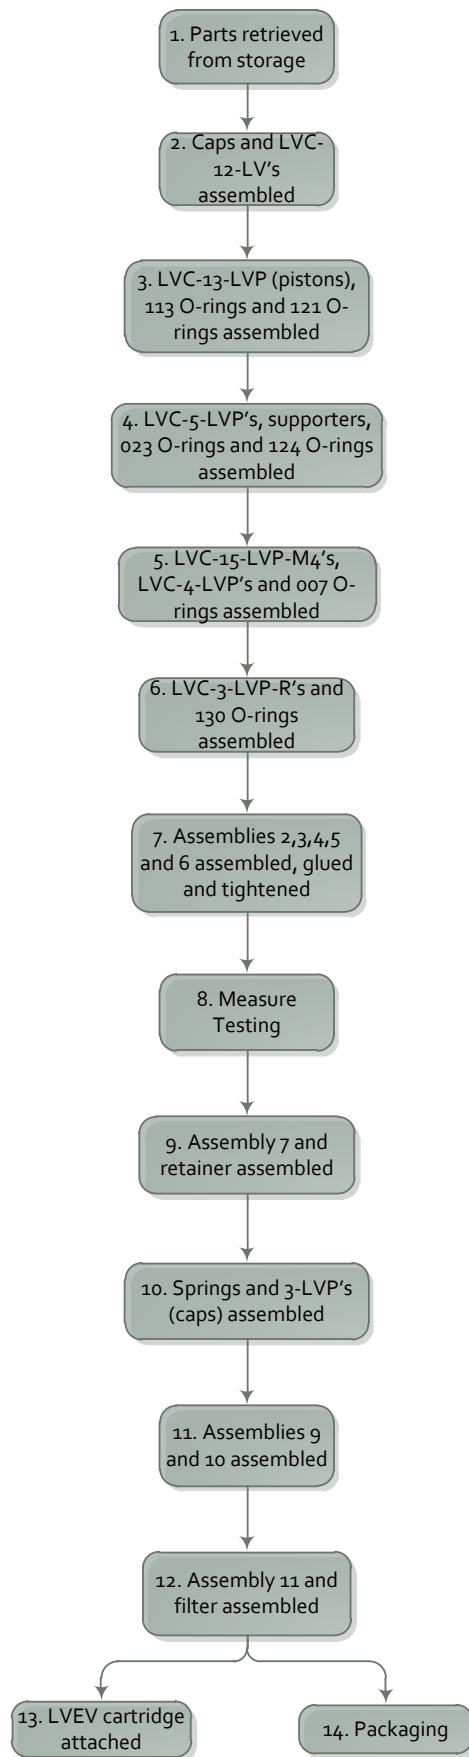 1. Parts retrieved
from storage
2. Caps and LVC-
12-LV's
assembled
3. LVC-13-LVP (pistons),
113 O-rings and 121 O-
rings assembled
4. LVC-5-LVP's, supporters,
023 O-rings and 124 O-rings
assembled
5. LVC-15-LVP-M4's,
LVC-4-LVP's and 007 O-
rings assembled
6. LVC-3-LVP-R's and
130 O-rings
assembled
7. Assemblies 2,3,4,5
and 6 assembled, glued
and tightened
8. Measure
Testing
9. Assembly 7 and
retainer assembled
10. Springs and 3-LVP's
(caps) assembled
11. Assemblies 9
and 10 assembled
12. Assembly 11 and
filter assembled
13. LVEV cartridge
attached
14. Packaging